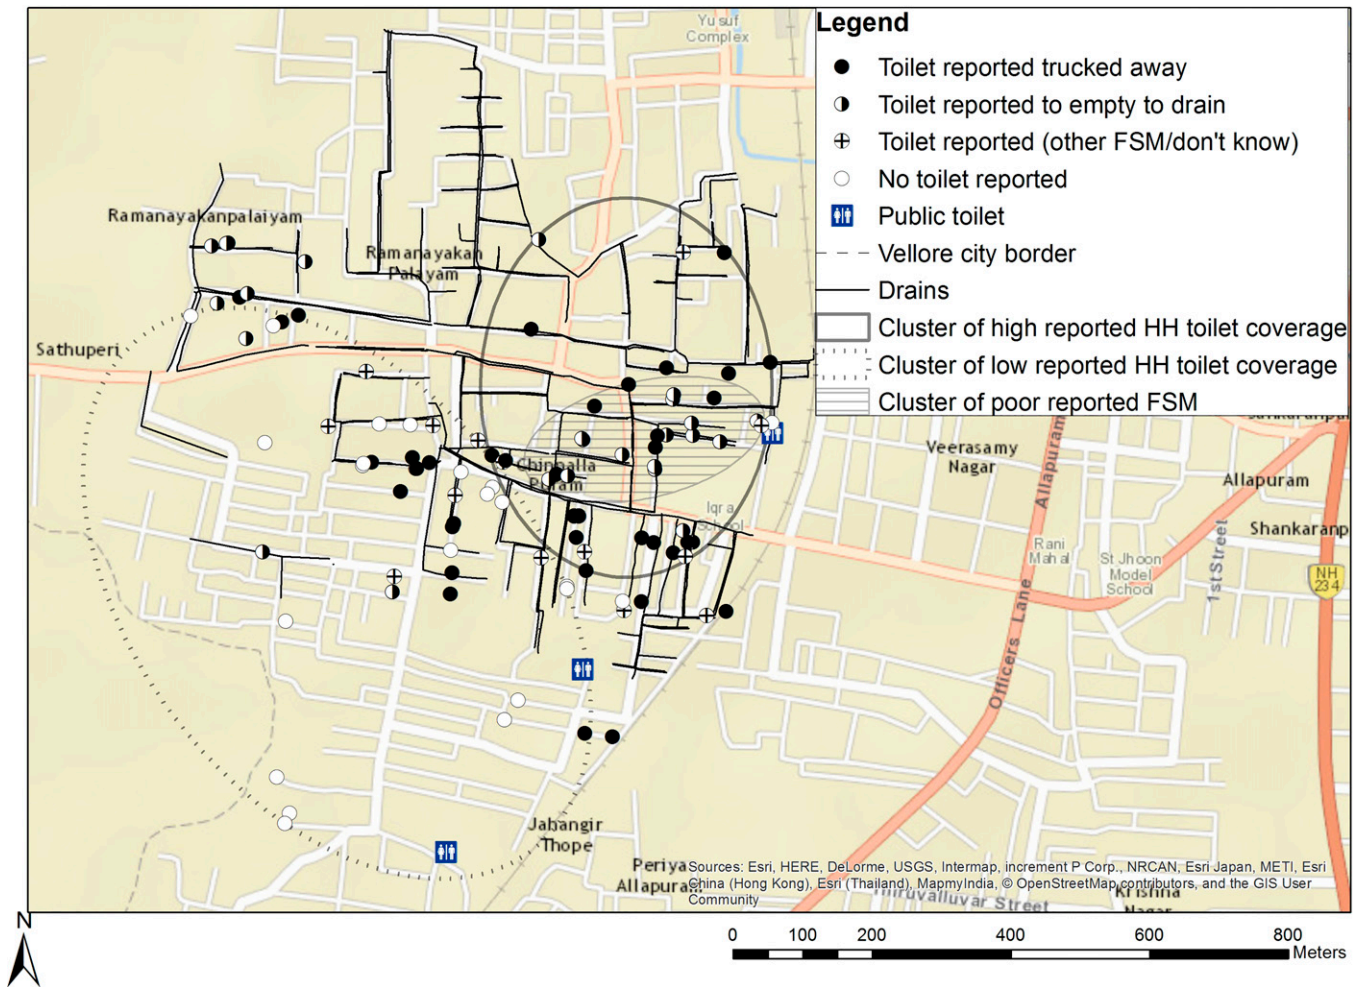 Yusuf
Complex
Legend
Toilet reported trucked away
Toilet reported to empty to drain
Toilet reported (other FSM/don't know)
No toilet reported
Public toilet
Vellore city border
Drains
Cluster of high reported HH toilet coverage
Cluster of low reported HH toilet coverage
Cluster of poor reported FSM
Ramanayakanpalaiyam
Ramanayakan
Palayam
Sathuperi
Chinnalla
Puram
Iqra
School
Veerasamy
Nagar
Allapuram
Allapuram
Shankaranp
Rani
Mahal
St Jhoon
Model
School
1st Street
NH
234
Officers Lane
Jabangir
Thope
Periya
Allapuram
Sources: Esri, HERE, DeLorme, USGS, Intermap, increment P Corp., NRCAN, Esri Japan, METI, Esri
China (Hong Kong), Esri (Thailand), MapmyIndia, © OpenStreetMap contributors, and the GIS User
Community
Thiruvalluvar Street
Krishna
Nagar
N
0 100 200 400 600 800
Meters